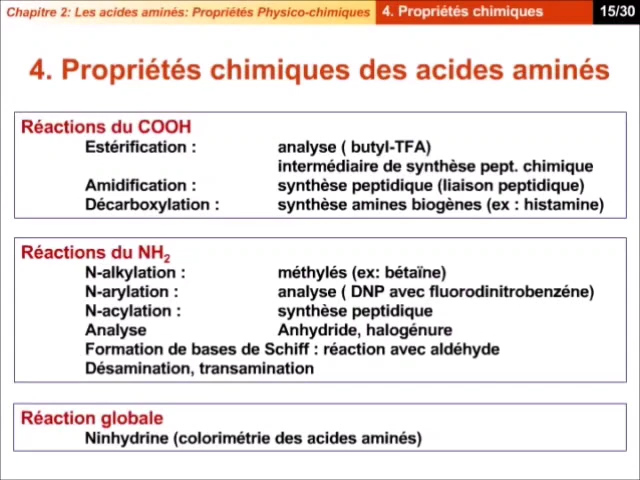 Chapitre 2: Les acides aminés: Propriétés Physico-chimiques 4. Propriétés chimiques 15/30
4. Propriétés chimiques des acides aminés
Réactions du COOH
Estérification : analyse ( butyl-TFA)
intermédiaire de synthèse pept. chimique
Amidification : synthèse peptidique (liaison peptidique)
Décarboxylation : synthèse amines biogènes (ex : histamine)
Réactions du NH₂
N-alkylation : méthylés (ex: bétaïne)
N-arylation : analyse ( DNP avec fluorodinitrobenzéne)
N-acylation : synthèse peptidique
Analyse Anhydride, halogénure
Formation de bases de Schiff : réaction avec aldéhyde
Désamination, transamination
Réaction globale
Ninhydrine (colorimétrie des acides aminés)